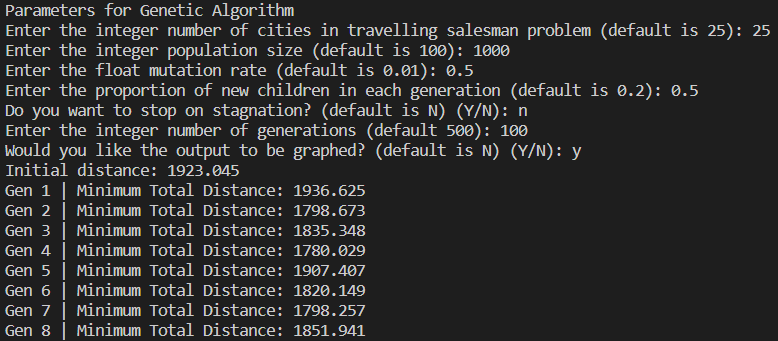 Parameters for Genetic Algorithm
Enter the integer number of cities in travelling salesman problem (default is 25): 25
Enter the integer population size (default is 100): 1000
Enter the float mutation rate (default is 0.01): 0.5
Enter the proportion of new children in each generation (default is 0.2): 0.5
Do you want to stop on stagnation? (default is N) (Y/N): n
Enter the integer number of generations (default 500): 100
Would you like the output to be graphed? (default is N) (Y/N): y
Initial distance: 1923.045
Gen 1 | Minimum Total Distance: 1936.625
Gen 2 | Minimum Total Distance: 1798.673
Gen 3 | Minimum Total Distance: 1835.348
Gen 4 | Minimum Total Distance: 1780.029
Gen 5 | Minimum Total Distance: 1907.407
Gen 6 | Minimum Total Distance: 1820.149
Gen 7 | Minimum Total Distance: 1798.257
Gen 8 | Minimum Total Distance: 1851.941